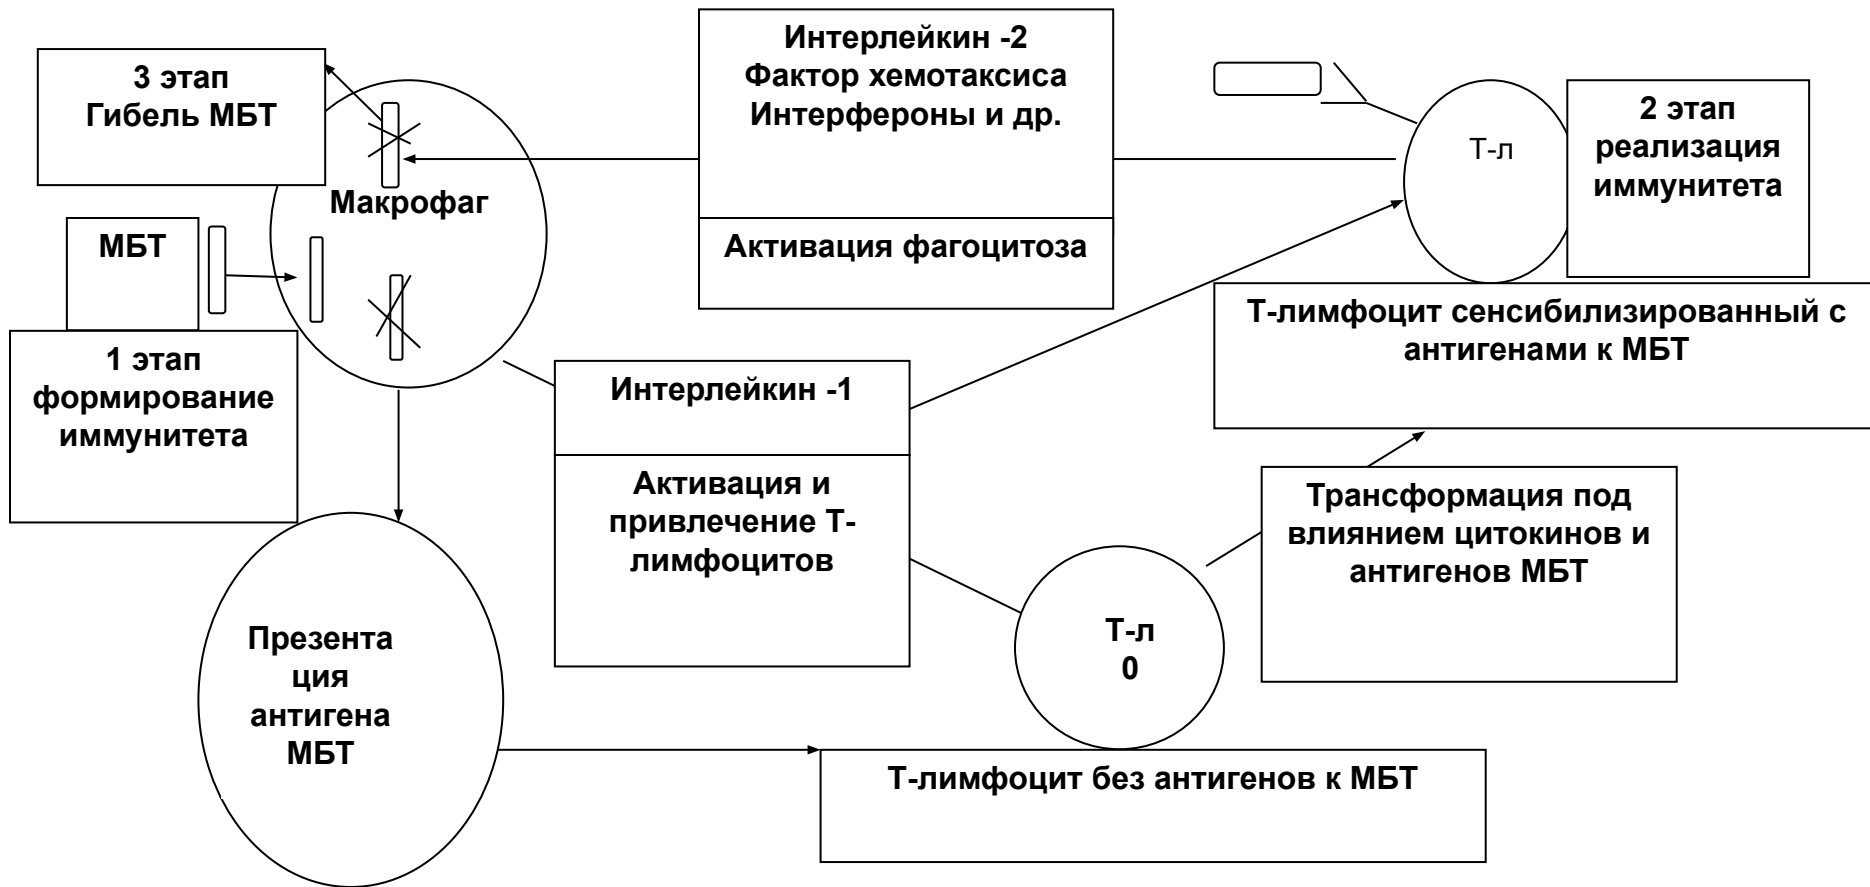 3 этап
Гибель МБТ
Интерлейкин -2
Фактор хемотаксиса
Интерфероны и др.
Активация фагоцитоза
Т-л
2 этап
реализация
иммунитета
Макрофаг
МБТ
1 этап
формирование
иммунитета
Интерлейкин -1
Активация и
привлечение Т-
лимфоцитов
Т-лимфоцит сенсибилизированный с
антигенами к МБТ
Трансформация под
влиянием цитокинов и
антигенов МБТ
Т-л
0
Презента
ция
антигена
МБТ
Т-лимфоцит без антигенов к МБТ